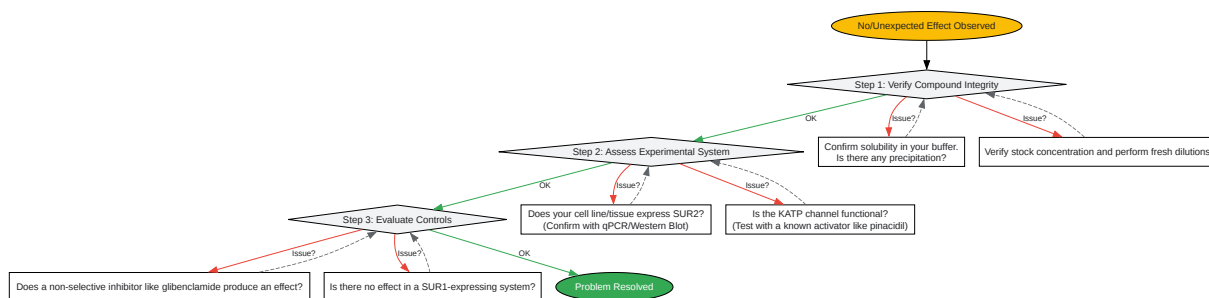 No/Unexpected Effect Observed
Step 1: Verify Compound Integrity
OK
Issue?
Issue?
Confirm solubility in your buffer.
Is there any precipitation?
Verify stock concentration and perform fresh dilutions
Step 2: Assess Experimental System
OK
Issue?
Issue?
Does your cell line/tissue express SUR2?
(Confirm with qPCR/Western Blot)
Is the KATP channel functional?
(Test with a known activator like pinacidil)
Step 3: Evaluate Controls
Issue?
Issue?
OK
Does a non-selective inhibitor like glibenclamide produce an effect?
Is there no effect in a SUR1-expressing system?
Problem Resolved